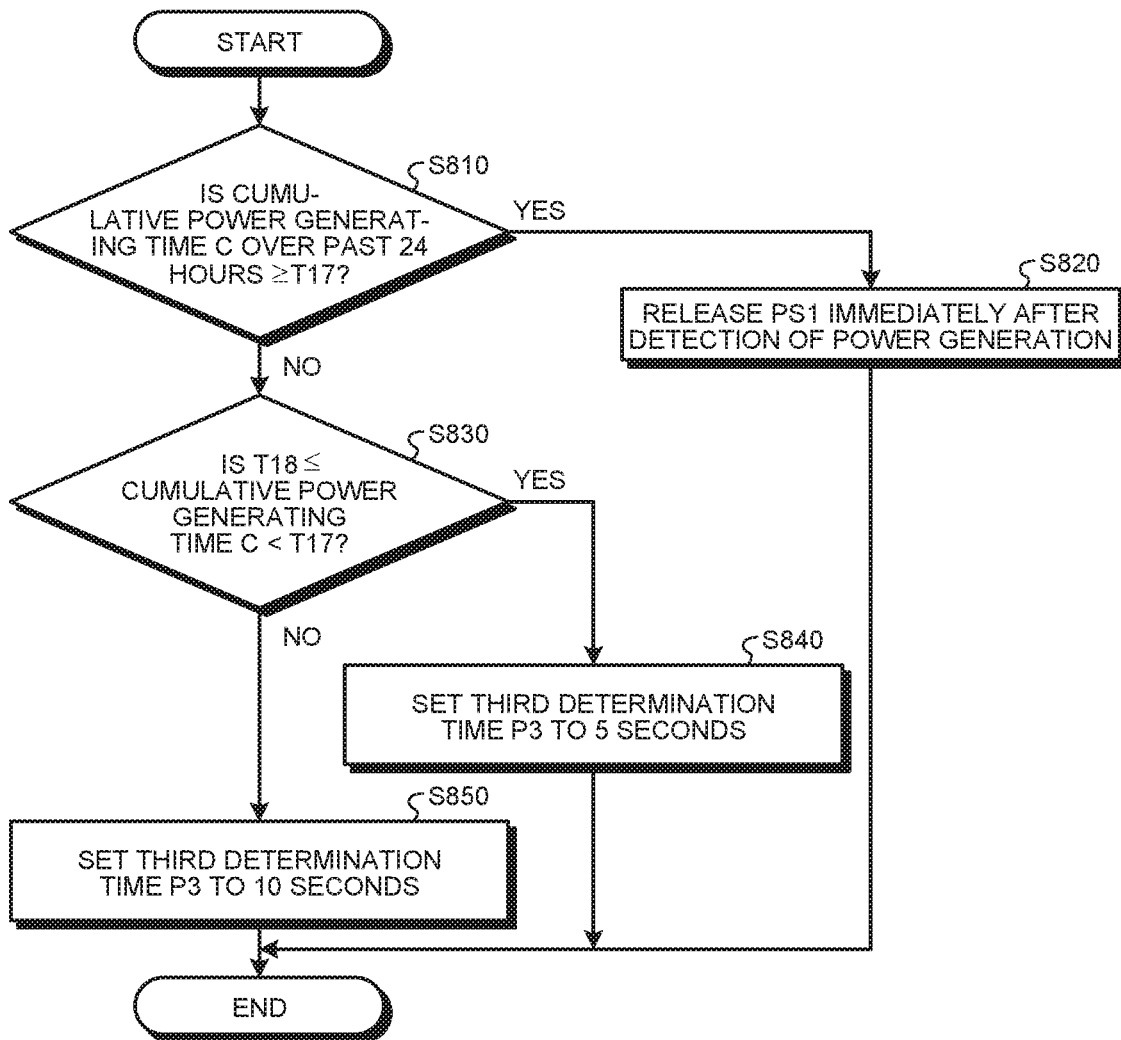 START
S810
IS CUMU-
LATIVE POWER GENERAT-
ING TIME C OVER PAST 24
HOURS ≧T17?
YES
S820
RELEASE PS1 IMMEDIATELY AFTER
DETECTION OF POWER GENERATION
NO
S830
IS T18 ≦
CUMULATIVE POWER
GENERATING
TIME C < T17?
YES
NO
S840
SET THIRD DETERMINATION
TIME P3 TO 5 SECONDS
S850
SET THIRD DETERMINATION
TIME P3 TO 10 SECONDS
END